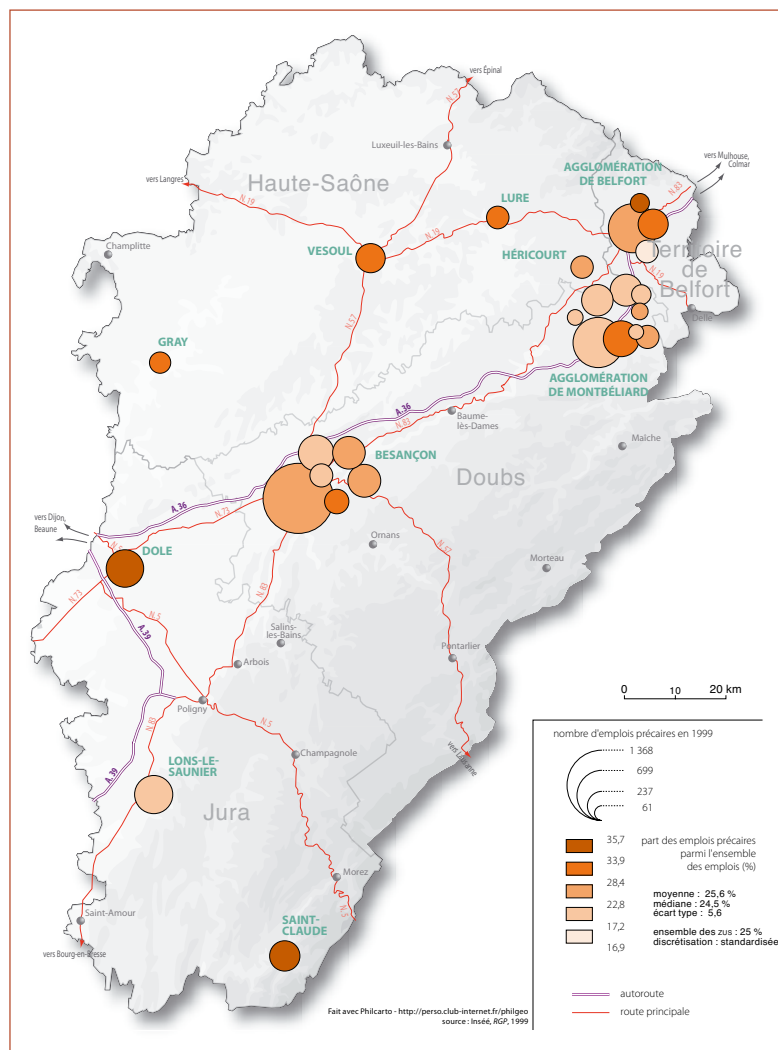 vers Épinal
N.57
Luxeuil-les-Bains
vers Mulhouse,
Colmar
vers Langres
Haute-Saône
AGGLOMÉRATION
DE BELFORT
N.83
N.19
LURE
Champlitte
VESOUL
N.19
HÉRICOURT
Territoire
de
Belfort
N.19
Delle
N.57
GRAY
AGGLOMÉRATION
DE MONTBÉLIARD
A.36
N.83
Baume-
lès-Dames
Maîche
BESANÇON
Doubs
A.36
N.73
vers Dijon,
Beaune
N.5
DOLE
Ornans
N.57
Morteau
N.73
N.5
A.39
N.83
Salins-
les-Bains
Arbois
Pontarlier
Poligny
N.83
N.5
0 10 20 km
Champagnole
vers Lausanne
A.39
LONS-LE-
SAUNIER
Jura
Morez
N.5
Saint-Amour
SAINT-
CLAUDE
vers Bourg-en-Bresse
nombre d'emplois précaires en 1999
1 368
699
237
61
35,7
part des emplois précaires
parmi l'ensemble
des emplois (%)
33,9
28,4
22,8
17,2
16,9
moyenne : 25,6 %
médiane : 24,5 %
écart type : 5,6
ensemble des zus : 25 %
discrétisation : standardisée
autoroute
route principale
Fait avec Philcarto - http://perso.club-internet.fr/philgeo
source : Inséé, RGP, 1999